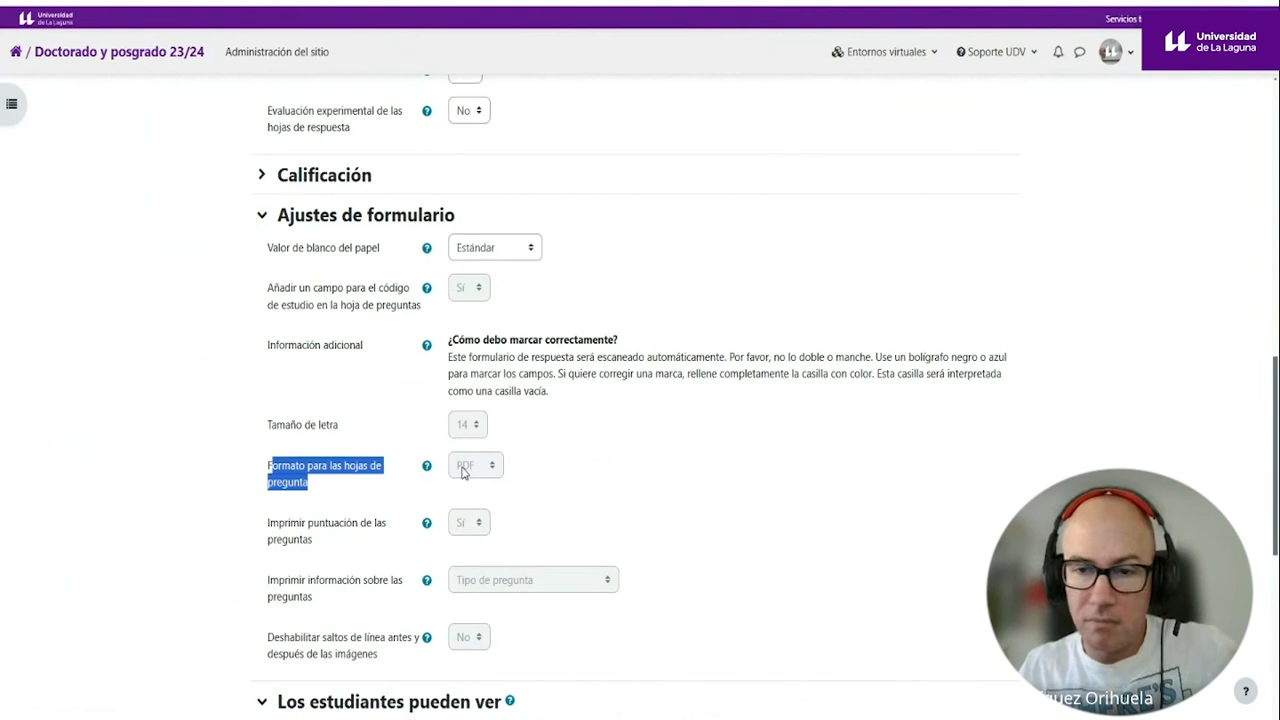 Universidad
de La Laguna
Servicios
/ Doctorado y posgrado 23/24
Administración del sitio
Entornos virtuales
Soporte UDV
Universidad
de La Laguna
Evaluación experimental de las
hojas de respuesta
No
Calificación
Ajustes de formulario
Valor de blanco del papel
Estándar
Añadir un campo para el código
de estudio en la hoja de preguntas
Sí
Información adicional
¿Cómo debo marcar correctamente?
Este formulario de respuesta será escaneado automáticamente. Por favor, no lo doble o manche. Use un bolígrafo negro o azul
para marcar los campos. Si quiere corregir una marca, rellene completamente la casilla con color. Esta casilla será interpretada
como una casilla vacía.
Tamaño de letra
14
Formato para las hojas de
pregunta
PDF
Imprimir puntuación de las
preguntas
Sí
Imprimir información sobre las
preguntas
Tipo de pregunta
Deshabilitar saltos de línea antes y
después de las imágenes
No
Los estudiantes pueden ver
Orihuela
?